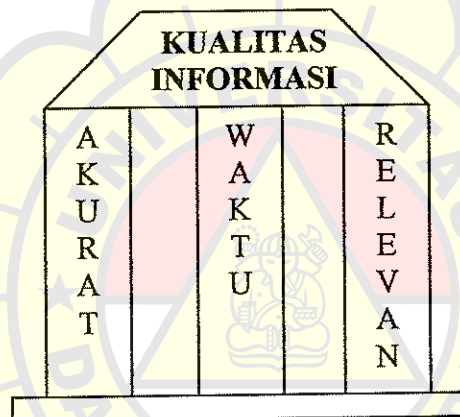 KUALITAS
INFORMASI
AKURAT
WAKTU
RELEVAN